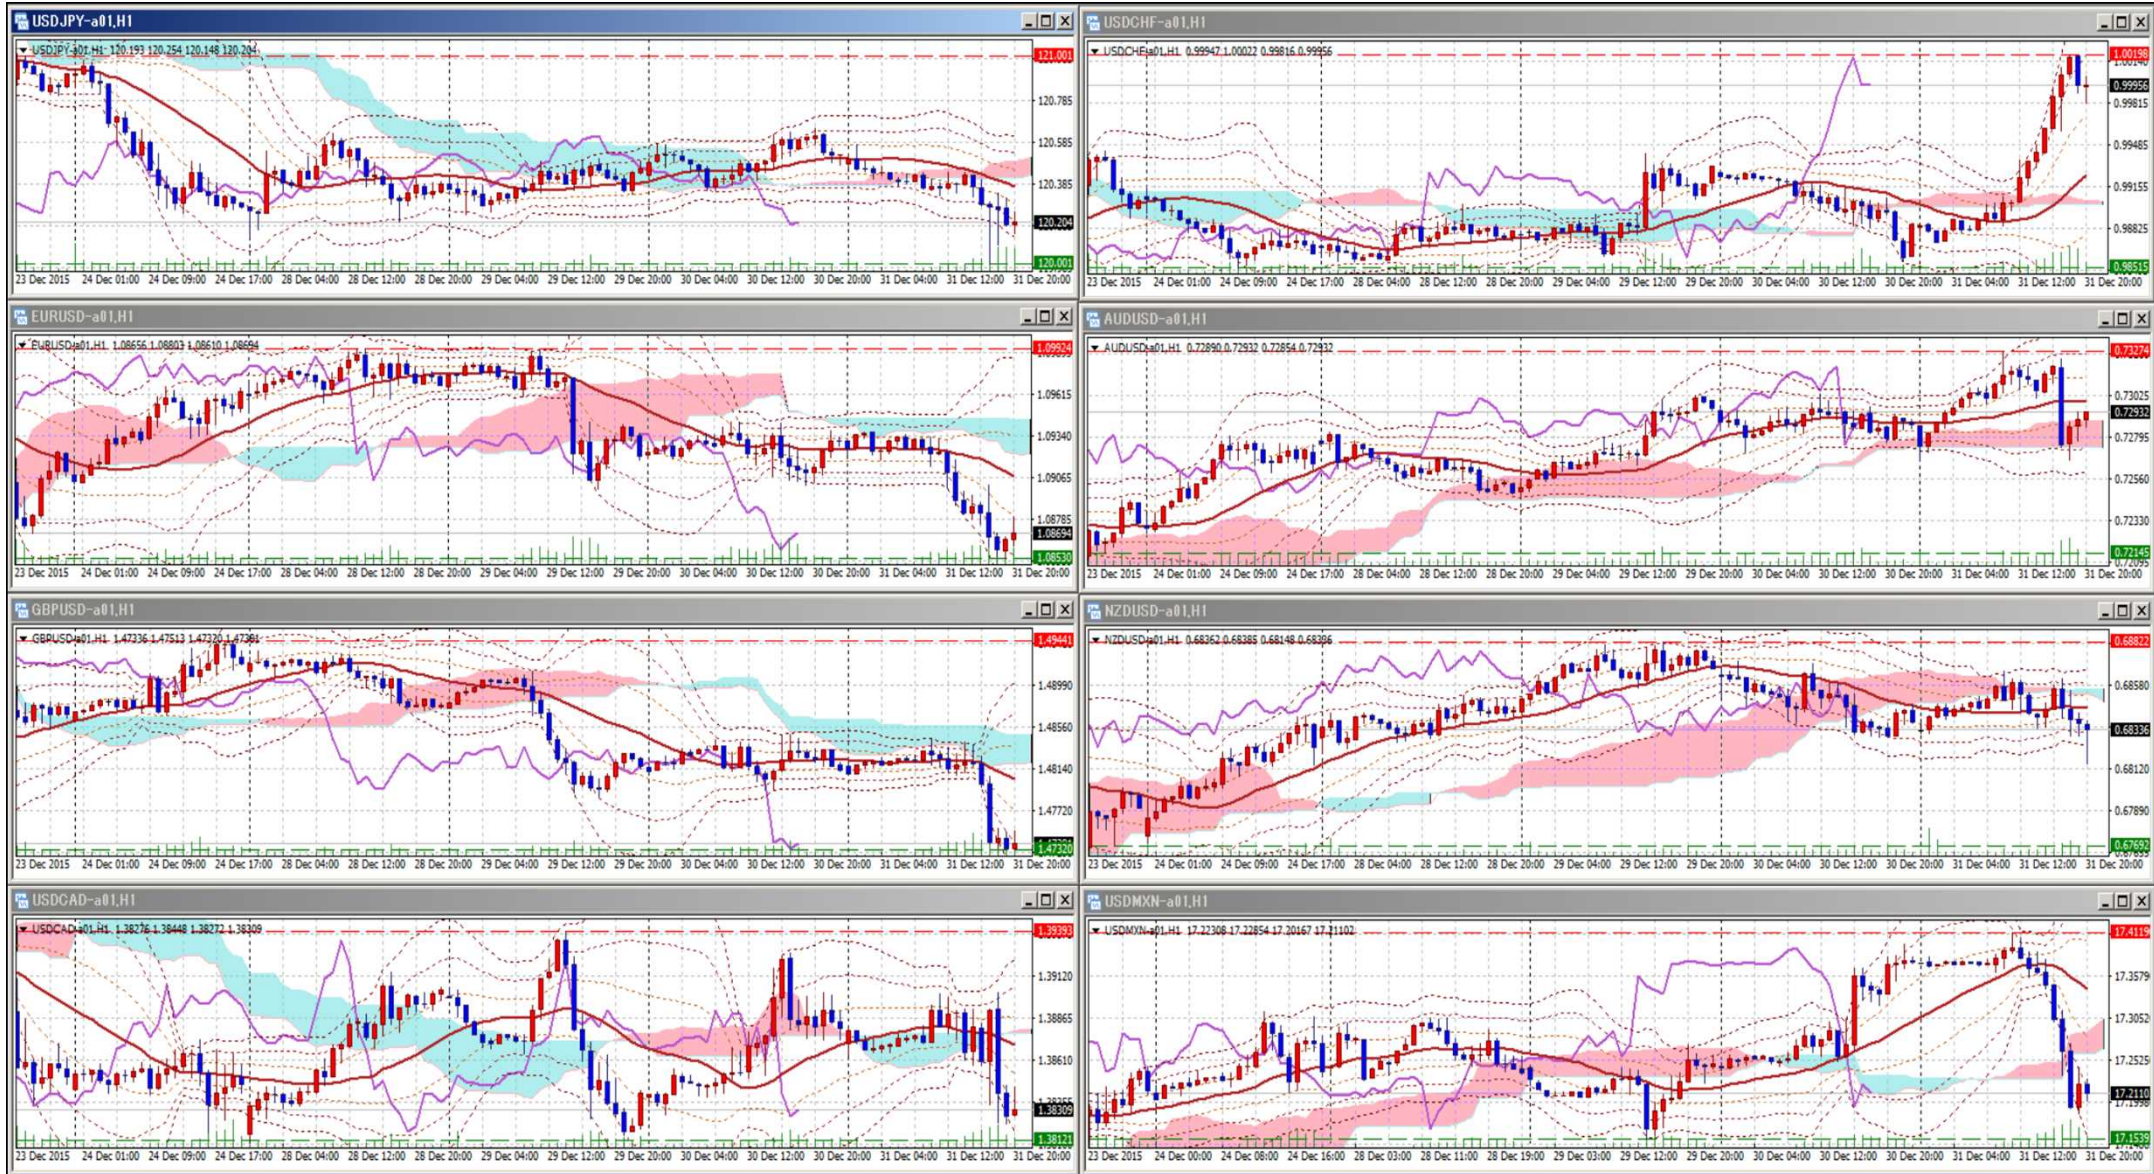 USDJPY-a01,H1
USDJPY-a01,H1 120.193 120.254 120.148 120.204
121.001
120.785
120.585
120.385
120.204
120.001
23 Dec 2015 24 Dec 01:00 24 Dec 09:00 24 Dec 17:00 28 Dec 04:00 28 Dec 12:00 28 Dec 20:00 29 Dec 04:00 29 Dec 12:00 29 Dec 20:00 30 Dec 04:00 30 Dec 12:00 30 Dec 20:00 31 Dec 04:00 31 Dec 12:00 31 Dec 20:00
USDCHF-a01,H1
USDCHF-a01,H1 0.99947 1.00022 0.99816 0.99956
1.00198
1.00140
0.99956
0.99815
0.99485
0.99155
0.98825
0.98515
23 Dec 2015 24 Dec 01:00 24 Dec 09:00 24 Dec 17:00 28 Dec 04:00 28 Dec 12:00 28 Dec 20:00 29 Dec 04:00 29 Dec 12:00 29 Dec 20:00 30 Dec 04:00 30 Dec 12:00 30 Dec 20:00 31 Dec 04:00 31 Dec 12:00 31 Dec 20:00
EURUSD-a01,H1
EURUSD-a01,H1 1.08656 1.08803 1.08610 1.08694
1.09924
1.09615
1.09340
1.09065
1.08785
1.08694
1.08530
23 Dec 2015 24 Dec 01:00 24 Dec 09:00 24 Dec 17:00 28 Dec 04:00 28 Dec 12:00 28 Dec 20:00 29 Dec 04:00 29 Dec 12:00 29 Dec 20:00 30 Dec 04:00 30 Dec 12:00 30 Dec 20:00 31 Dec 04:00 31 Dec 12:00 31 Dec 20:00
AUDUSD-a01,H1
AUDUSD-a01,H1 0.72890 0.72932 0.72854 0.72932
0.73274
0.73025
0.72932
0.72795
0.72560
0.72330
0.72145
0.72095
23 Dec 2015 24 Dec 01:00 24 Dec 09:00 24 Dec 17:00 28 Dec 04:00 28 Dec 12:00 28 Dec 20:00 29 Dec 04:00 29 Dec 12:00 29 Dec 20:00 30 Dec 04:00 30 Dec 12:00 30 Dec 20:00 31 Dec 04:00 31 Dec 12:00 31 Dec 20:00
GBPUSD-a01,H1
GBPUSD-a01,H1 1.47336 1.47513 1.47320 1.47391
1.49441
1.48990
1.48560
1.48140
1.47720
1.47320
23 Dec 2015 24 Dec 01:00 24 Dec 09:00 24 Dec 17:00 28 Dec 04:00 28 Dec 12:00 28 Dec 20:00 29 Dec 04:00 29 Dec 12:00 29 Dec 20:00 30 Dec 04:00 30 Dec 12:00 30 Dec 20:00 31 Dec 04:00 31 Dec 12:00 31 Dec 20:00
NZDUSD-a01,H1
NZDUSD-a01,H1 0.68362 0.68385 0.68148 0.68336
0.68822
0.68580
0.68336
0.68120
0.67890
0.67692
23 Dec 2015 24 Dec 01:00 24 Dec 09:00 24 Dec 17:00 28 Dec 04:00 28 Dec 12:00 28 Dec 20:00 29 Dec 04:00 29 Dec 12:00 29 Dec 20:00 30 Dec 04:00 30 Dec 12:00 30 Dec 20:00 31 Dec 04:00 31 Dec 12:00 31 Dec 20:00
USDCAD-a01,H1
USDCAD-a01,H1 1.38276 1.38448 1.38272 1.38309
1.39393
1.39120
1.38865
1.38610
1.38355
1.38309
1.38121
23 Dec 2015 24 Dec 01:00 24 Dec 09:00 24 Dec 17:00 28 Dec 04:00 28 Dec 12:00 28 Dec 20:00 29 Dec 04:00 29 Dec 12:00 29 Dec 20:00 30 Dec 04:00 30 Dec 12:00 30 Dec 20:00 31 Dec 04:00 31 Dec 12:00 31 Dec 20:00
USDMXN-a01,H1
USDMXN-a01,H1 17.22308 17.22854 17.20167 17.21102
17.4119
17.3579
17.3052
17.2525
17.2110
17.1998
17.1539
23 Dec 2015 24 Dec 00:00 24 Dec 08:00 24 Dec 16:00 28 Dec 03:00 28 Dec 11:00 28 Dec 19:00 29 Dec 03:00 29 Dec 12:00 29 Dec 20:00 30 Dec 04:00 30 Dec 12:00 30 Dec 20:00 31 Dec 04:00 31 Dec 12:00 31 Dec 20:00